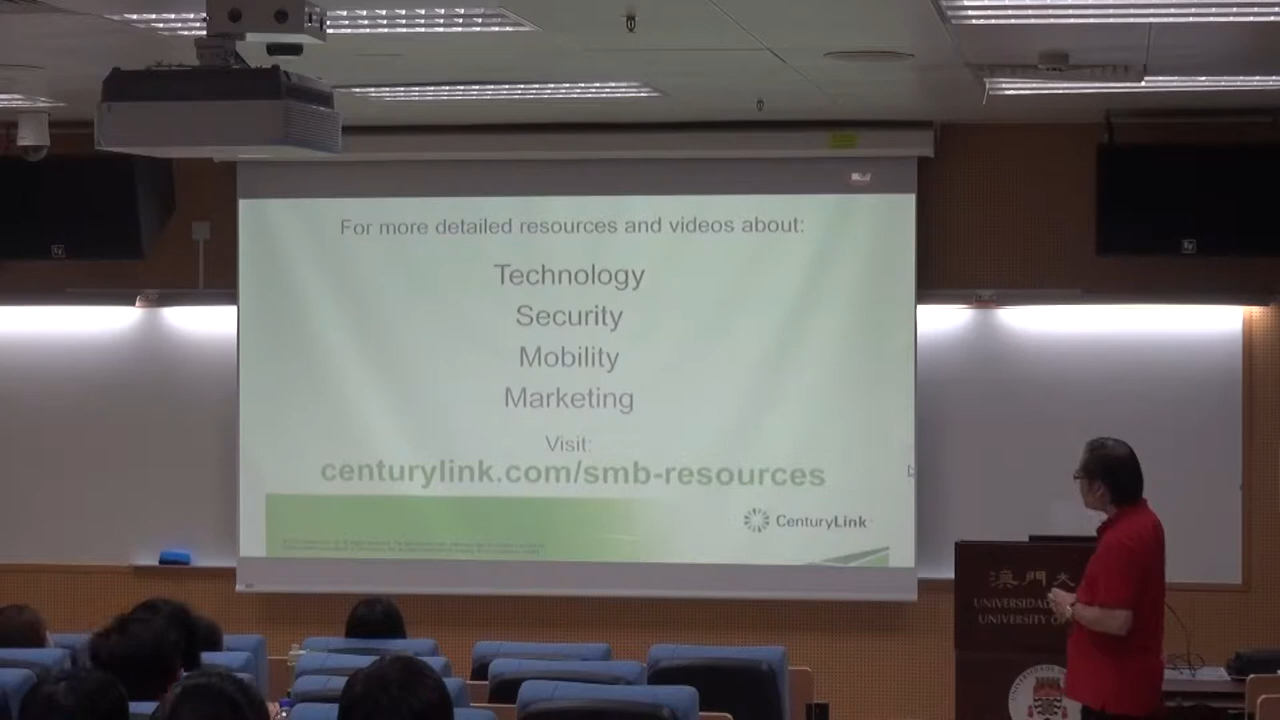 For more detailed resources and videos about:
Technology
Security
Mobility
Marketing
Visit:
centurylink.com/smb-resources
CenturyLink
澳門大
UNIVERSIDAD
UNIVERSITY O